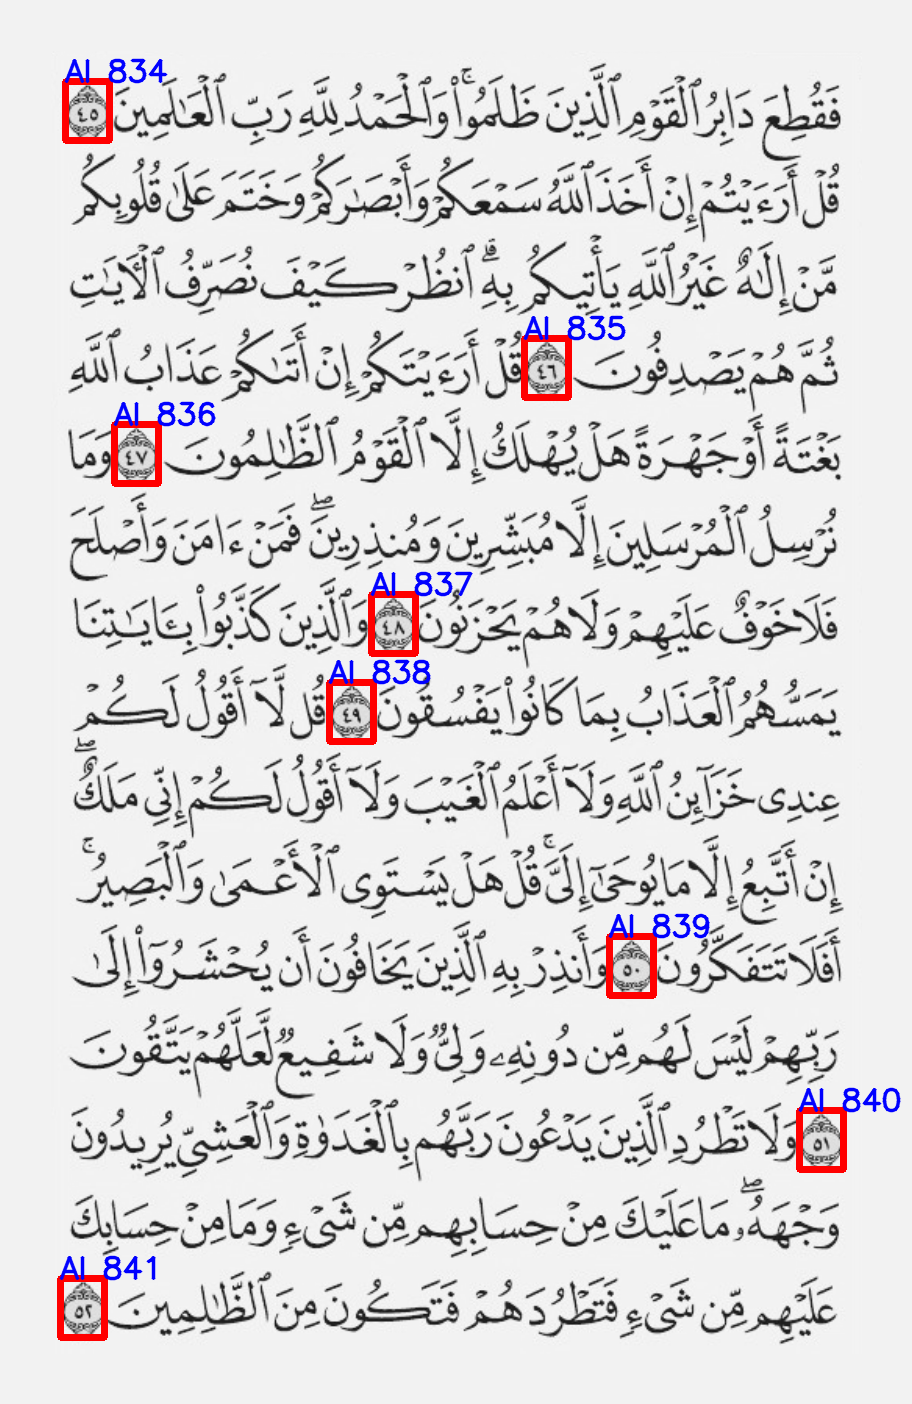 AI 834
فَقُطِعَ دَابِرُ ٱلْقَوْمِ ٱلَّذِينَ ظَلَمُوا۟ ۚ وَٱلْحَمْدُ لِلَّهِ رَبِّ ٱلْعَـٰلَمِينَ ٤٥
قُلْ أَرَءَيْتُمْ إِنْ أَخَذَ ٱللَّهُ سَمْعَكُمْ وَأَبْصَـٰرَكُمْ وَخَتَمَ عَلَىٰ قُلُوبِكُم
مَّنْ إِلَـٰهٌ غَيْرُ ٱللَّهِ يَأْتِيكُم بِهِ ۗ ٱنظُرْ كَيْفَ نُصَرِّفُ ٱلْـَٔايَـٰتِ
AI 835
ثُمَّ هُمْ يَصْدِفُونَ ٤٦ قُلْ أَرَءَيْتَكُمْ إِنْ أَتَىٰكُمْ عَذَابُ ٱللَّهِ
AI 836
بَغْتَةً أَوْ جَهْرَةً هَلْ يُهْلَكُ إِلَّا ٱلْقَوْمُ ٱلظَّـٰلِمُونَ ٤٧ وَمَا
نُرْسِلُ ٱلْمُرْسَلِينَ إِلَّا مُبَشِّرِينَ وَمُنذِرِينَ ۖ فَمَنْ ءَامَنَ وَأَصْلَحَ
AI 837
فَلَا خَوْفٌ عَلَيْهِمْ وَلَا هُمْ يَحْزَنُونَ ٤٨ وَٱلَّذِينَ كَذَّبُوا۟ بِـَٔايَـٰتِنَا
AI 838
يَمَسُّهُمُ ٱلْعَذَابُ بِمَا كَانُوا۟ يَفْسُقُونَ ٤٩ قُل لَّآ أَقُولُ لَكُمْ
عِندِى خَزَآئِنُ ٱللَّهِ وَلَآ أَعْلَمُ ٱلْغَيْبَ وَلَآ أَقُولُ لَكُمْ إِنِّى مَلَكٌ ۖ
إِنْ أَتَّبِعُ إِلَّا مَا يُوحَىٰٓ إِلَىَّ ۚ قُلْ هَلْ يَسْتَوِى ٱلْأَعْمَىٰ وَٱلْبَصِيرُ ۚ
AI 839
أَفَلَا تَتَفَكَّرُونَ ٥٠ وَأَنذِرْ بِهِ ٱلَّذِينَ يَخَافُونَ أَن يُحْشَرُوٓا۟ إِلَىٰ
رَبِّهِمْ لَيْسَ لَهُم مِّن دُونِهِۦ وَلِىٌّ وَلَا شَفِيعٌ لَّعَلَّهُمْ يَتَّقُونَ
AI 840
٥١ وَلَا تَطْرُدِ ٱلَّذِينَ يَدْعُونَ رَبَّهُم بِٱلْغَدَوٰةِ وَٱلْعَشِىِّ يُرِيدُونَ
وَجْهَهُۥ ۖ مَا عَلَيْكَ مِنْ حِسَابِهِم مِّن شَىْءٍ وَمَا مِنْ حِسَابِكَ
AI 841
عَلَيْهِم مِّن شَىْءٍ فَتَطْرُدَهُمْ فَتَكُونَ مِنَ ٱلظَّـٰلِمِينَ ٥٢